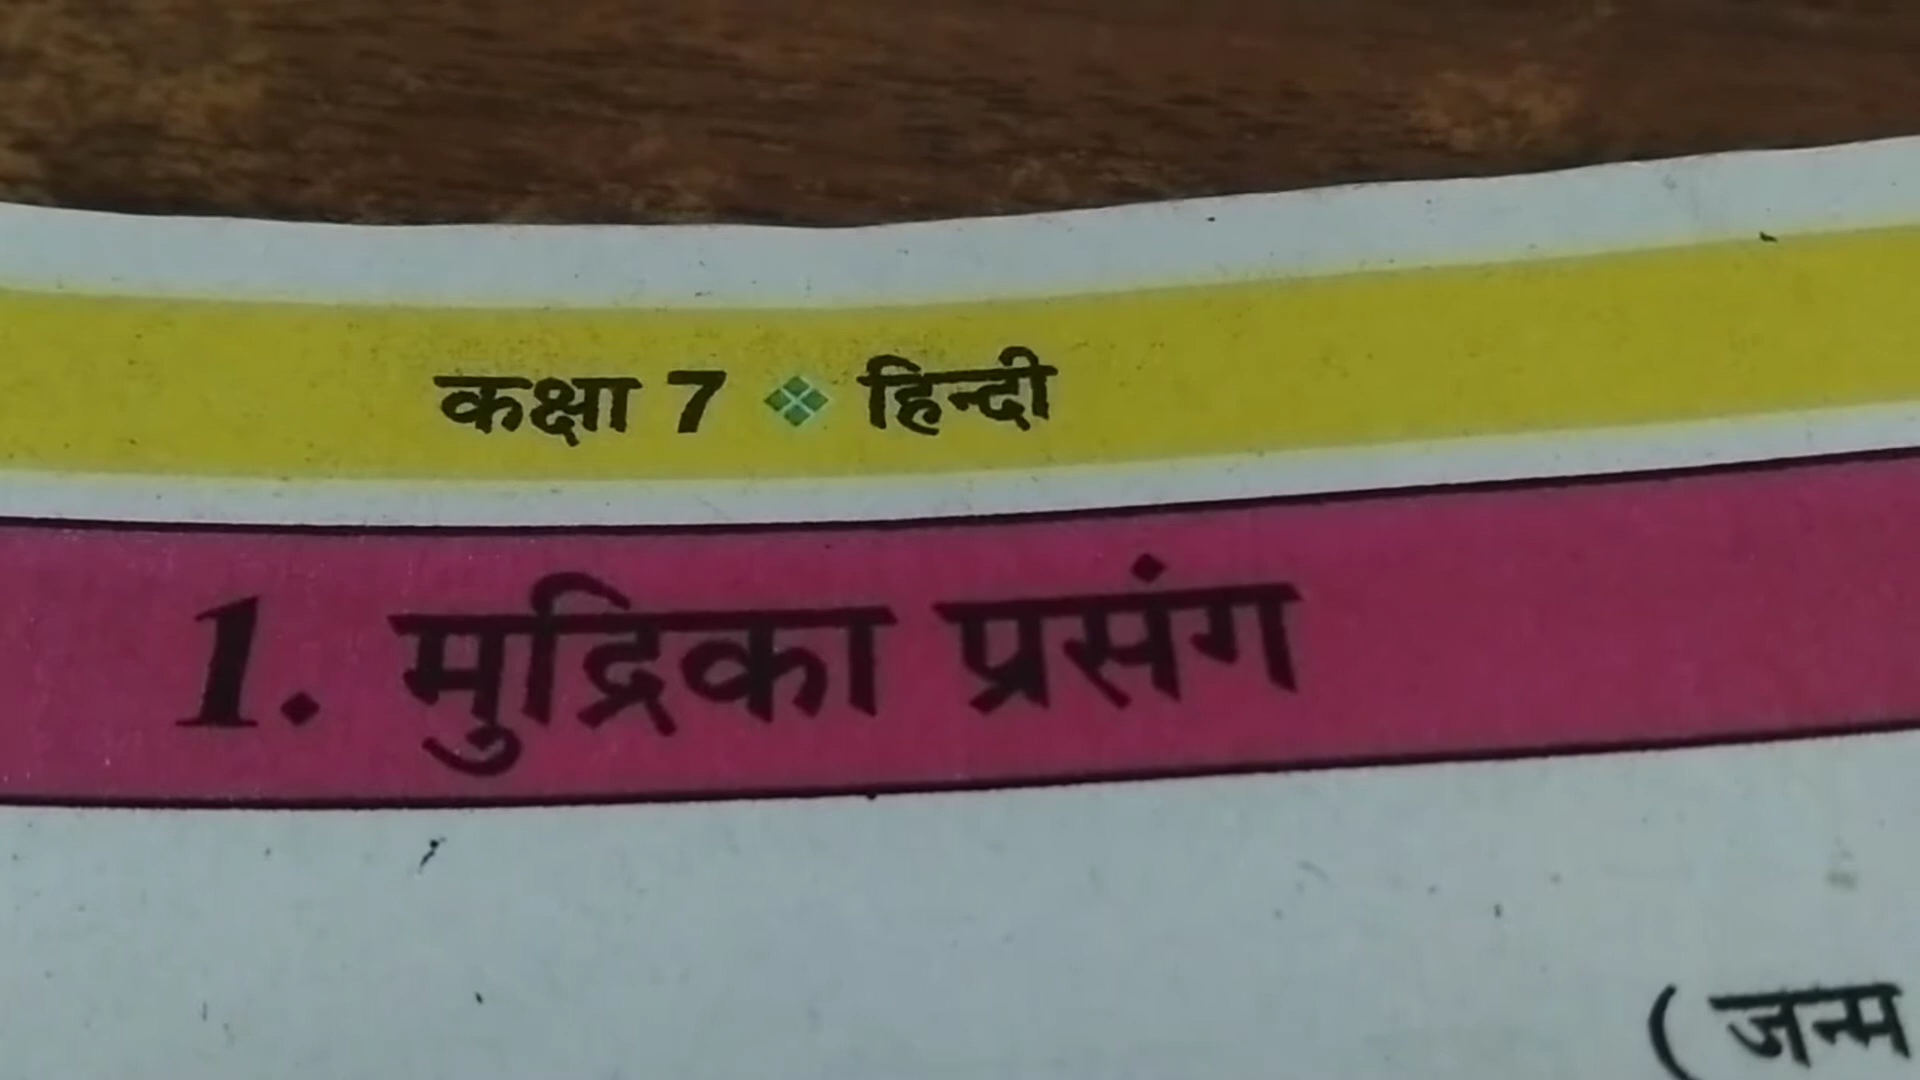 कक्षा 7 ❖ हिन्दी
1. मुद्रिका प्रसंग
( जन्म